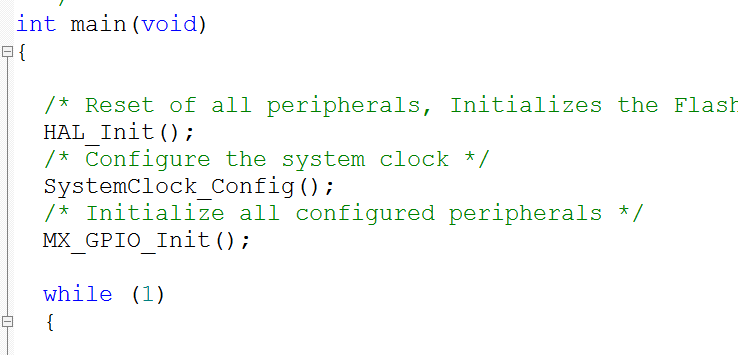 int main(void)
{
/* Reset of all peripherals, Initializes the Flash
HAL_Init();
/* Configure the system clock */
SystemClock_Config();
/* Initialize all configured peripherals */
MX_GPIO_Init();
while (1)
{